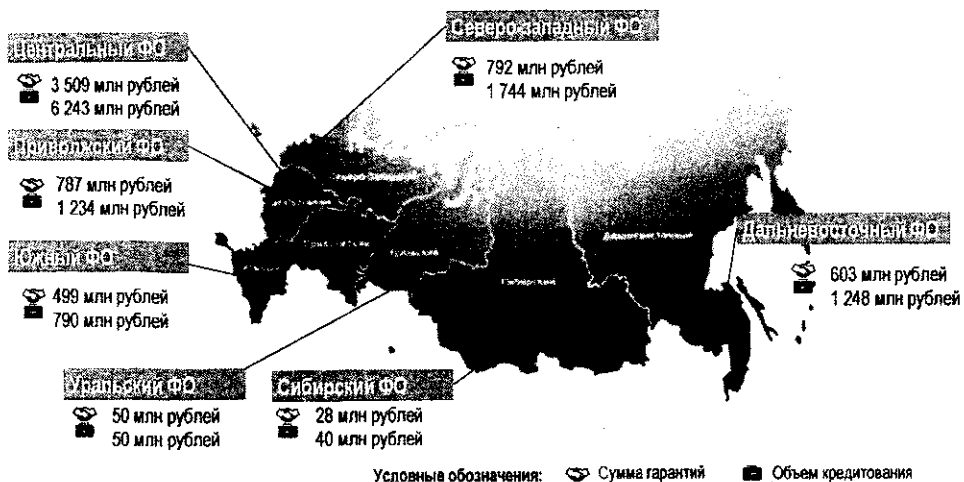 Северо-западный ФО
792 млн рублей
1 744 млн рублей
Центральный ФО
3 509 млн рублей
6 243 млн рублей
Приволжский ФО
787 млн рублей
1 234 млн рублей
Южный ФО
499 млн рублей
790 млн рублей
Дальневосточный ФО
603 млн рублей
1 248 млн рублей
Уральский ФО
50 млн рублей
50 млн рублей
Сибирский ФО
28 млн рублей
40 млн рублей
Сибирский
Условные обозначения: Сумма гарантий Объем кредитования